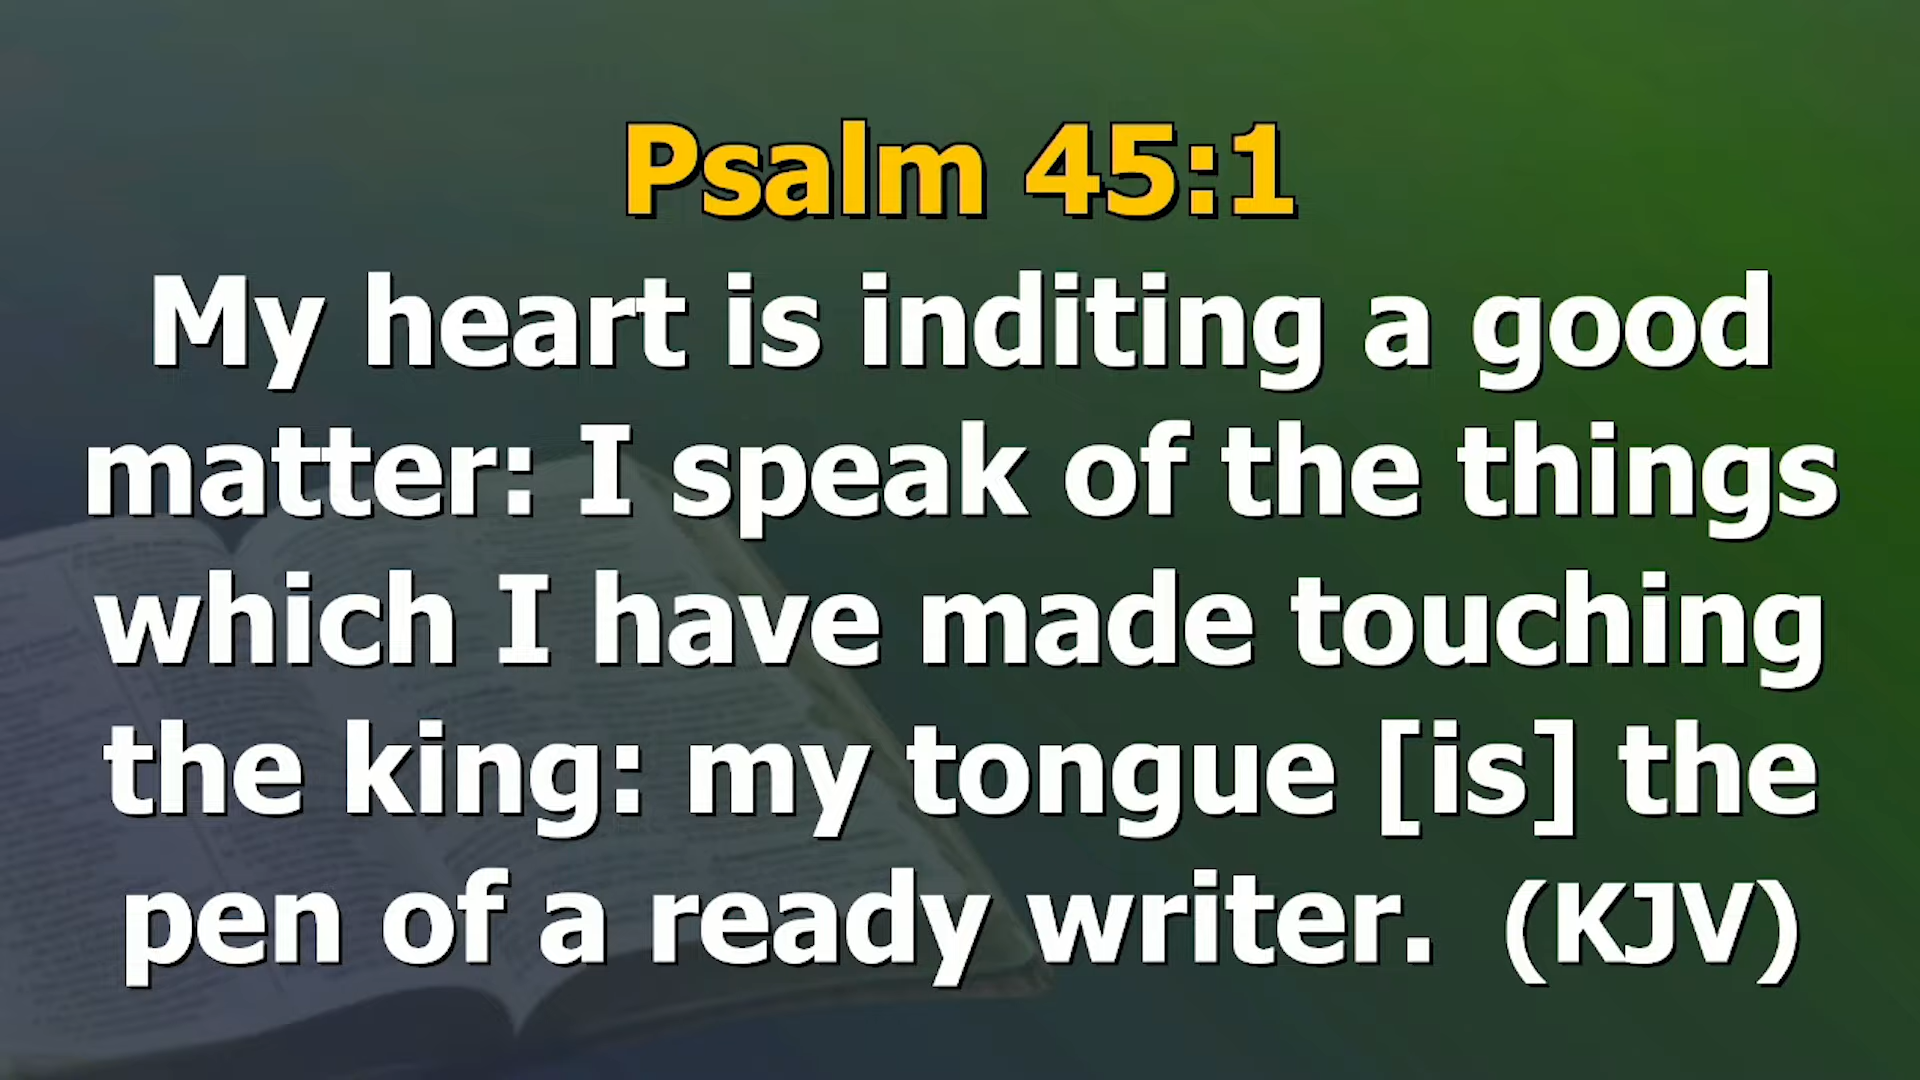 Psalm 45:1
My heart is inditing a good
matter: I speak of the things
which I have made touching
the king: my tongue [is] the
pen of a ready writer. (KJV)